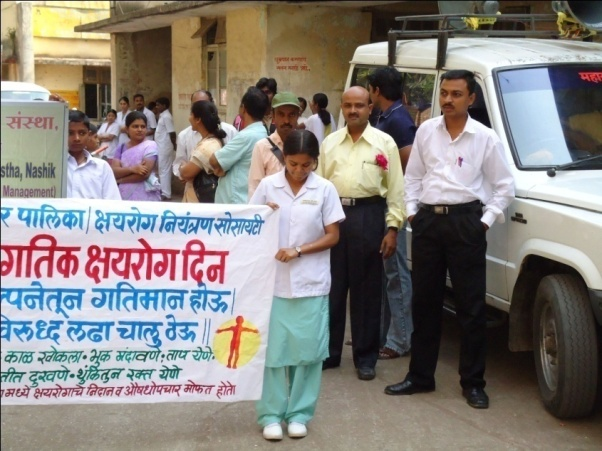 संस्था,
stha, Nashik
Management)
र पालिका / क्षयरोग नियंत्रण सोसायटी
गतिक क्षयरोग दिन
ल्पनेतून गतिमान होऊ |
विरुध्द लढा चालु ठेऊ ||
भूक मंदावणे. ताप येणे.
तीत दुखणे. थुंकितुन रक्त येणे.
मध्ये क्षयरोगाचे निदान व औषधोपचार मोफत होतो
महा